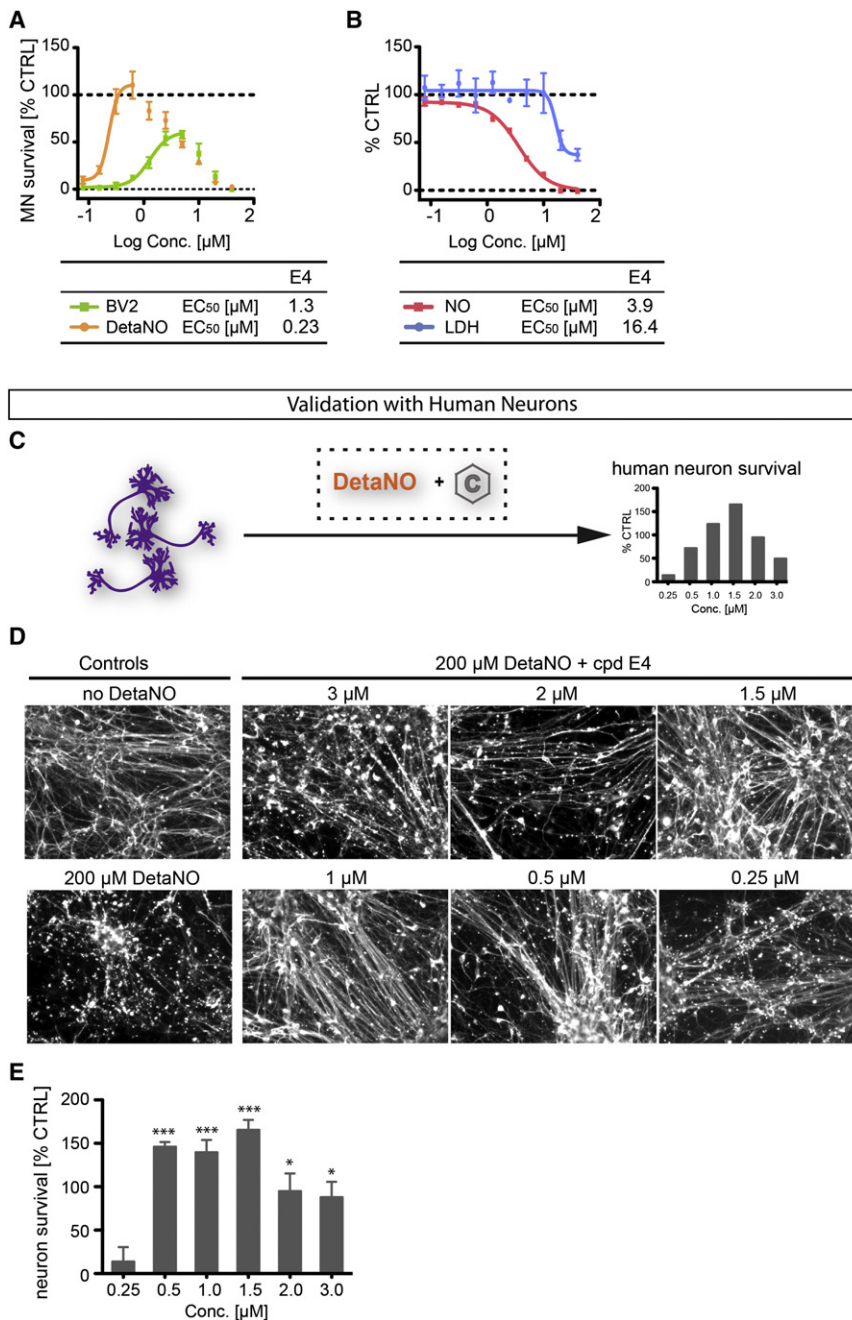 A
B
150
100
50
0
MN survival [% CTRL]
-1 0 1 2
Log Conc. [µM]
150
100
50
0
% CTRL
-1 0 1 2
Log Conc. [µM]
E4
BV2 EC50 [µM] 1.3
DetaNO EC50 [µM] 0.23
E4
NO EC50 [µM] 3.9
LDH EC50 [µM] 16.4
Validation with Human Neurons
C
DetaNO + C
human neuron survival
% CTRL
200
150
100
50
0
0.25 0.5 1.0 1.5 2.0 3.0
Conc. [µM]
D
Controls
200 µM DetaNO + cpd E4
no DetaNO
3 µM
2 µM
1.5 µM
200 µM DetaNO
1 µM
0.5 µM
0.25 µM
E
neuron survival [% CTRL]
200
150
100
50
0
*** *** *** * *
0.25 0.5 1.0 1.5 2.0 3.0
Conc. [µM]